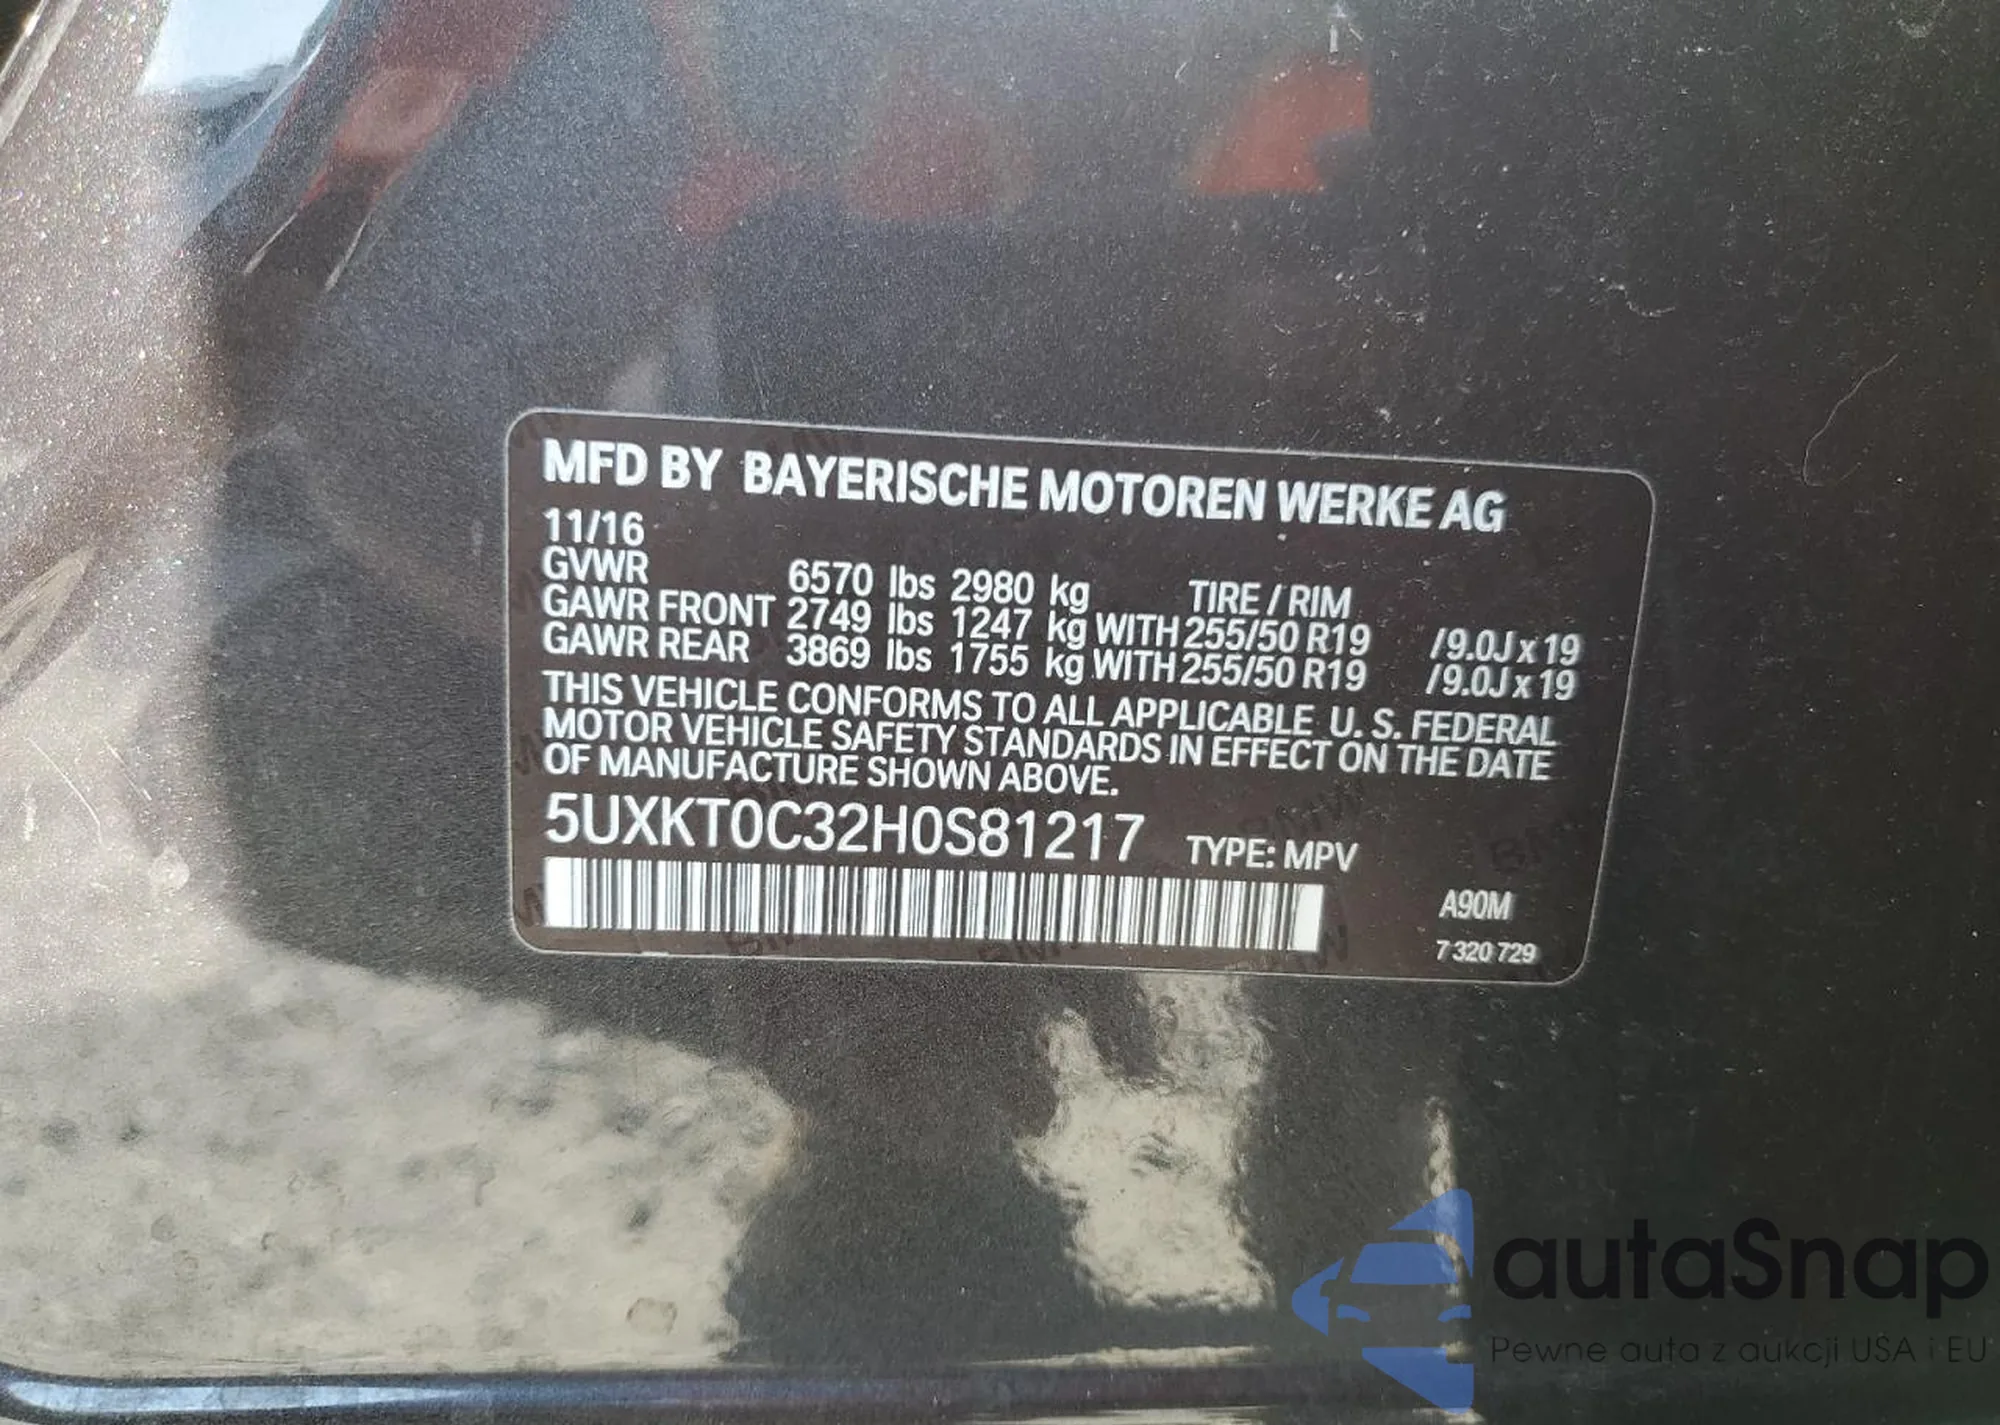 MFD BY BAYERISCHE MOTOREN WERKE AG
11/16
GVWR 6570 lbs 2980 kg TIRE / RIM
GAWR FRONT 2749 lbs 1247 kg WITH 255/50 R19 /9.0J x 19
GAWR REAR 3869 lbs 1755 kg WITH 255/50 R19 /9.0J x 19
THIS VEHICLE CONFORMS TO ALL APPLICABLE U. S. FEDERAL
MOTOR VEHICLE SAFETY STANDARDS IN EFFECT ON THE DATE
OF MANUFACTURE SHOWN ABOVE.
5UXKT0C32H0S81217 TYPE: MPV
A90M
7 320 729
autaSnap
Pewne auta z aukcji USA i EU